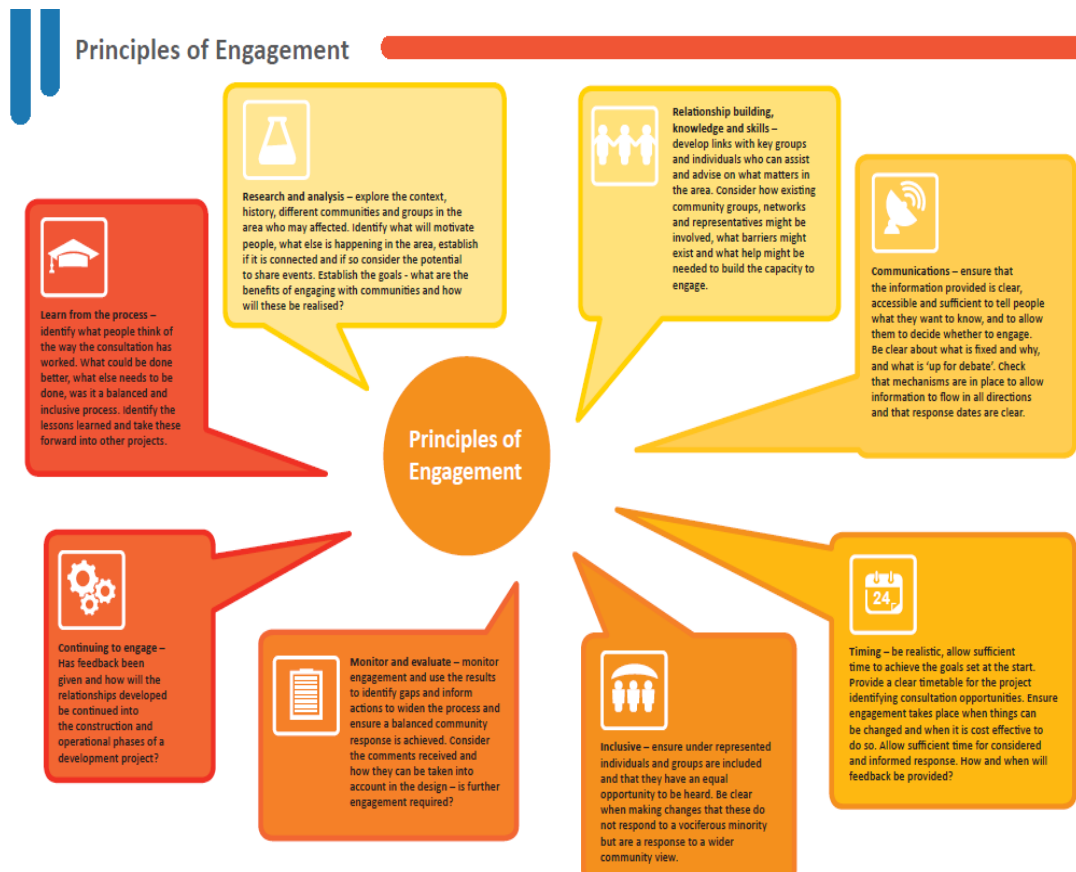 Principles of Engagement
Research and analysis – explore the context,
history, different communities and groups in the
area who may affected. Identify what will motivate
people, what else is happening in the area, establish
if it is connected and if so consider the potential
to share events. Establish the goals - what are the
benefits of engaging with communities and how
will these be realised?
Relationship building,
knowledge and skills –
develop links with key groups
and individuals who can assist
and advise on what matters in
the area. Consider how existing
community groups, networks
and representatives might be
involved, what barriers might
exist and what help might be
needed to build the capacity to
engage.
Communications – ensure that
the information provided is clear,
accessible and sufficient to tell people
what they want to know, and to allow
them to decide whether to engage.
Be clear about what is fixed and why,
and what is ‘up for debate’. Check
that mechanisms are in place to allow
information to flow in all directions
and that response dates are clear.
24
Timing – be realistic, allow sufficient
time to achieve the goals set at the start.
Provide a clear timetable for the project
identifying consultation opportunities. Ensure
engagement takes place when things can
be changed and when it is cost effective to
do so. Allow sufficient time for considered
and informed response. How and when will
feedback be provided?
Inclusive – ensure under represented
individuals and groups are included
and that they have an equal
opportunity to be heard. Be clear
when making changes that these do
not respond to a vociferous minority
but are a response to a wider
community view.
Monitor and evaluate – monitor
engagement and use the results
to identify gaps and inform
actions to widen the process and
ensure a balanced community
response is achieved. Consider
the comments received and
how they can be taken into
account in the design – is further
engagement required?
Continuing to engage –
Has feedback been
given and how will the
relationships developed
be continued into
the construction and
operational phases of a
development project?
Learn from the process –
identify what people think of
the way the consultation has
worked. What could be done
better, what else needs to be
done, was it a balanced and
inclusive process. Identify the
lessons learned and take these
forward into other projects.
Principles of
Engagement